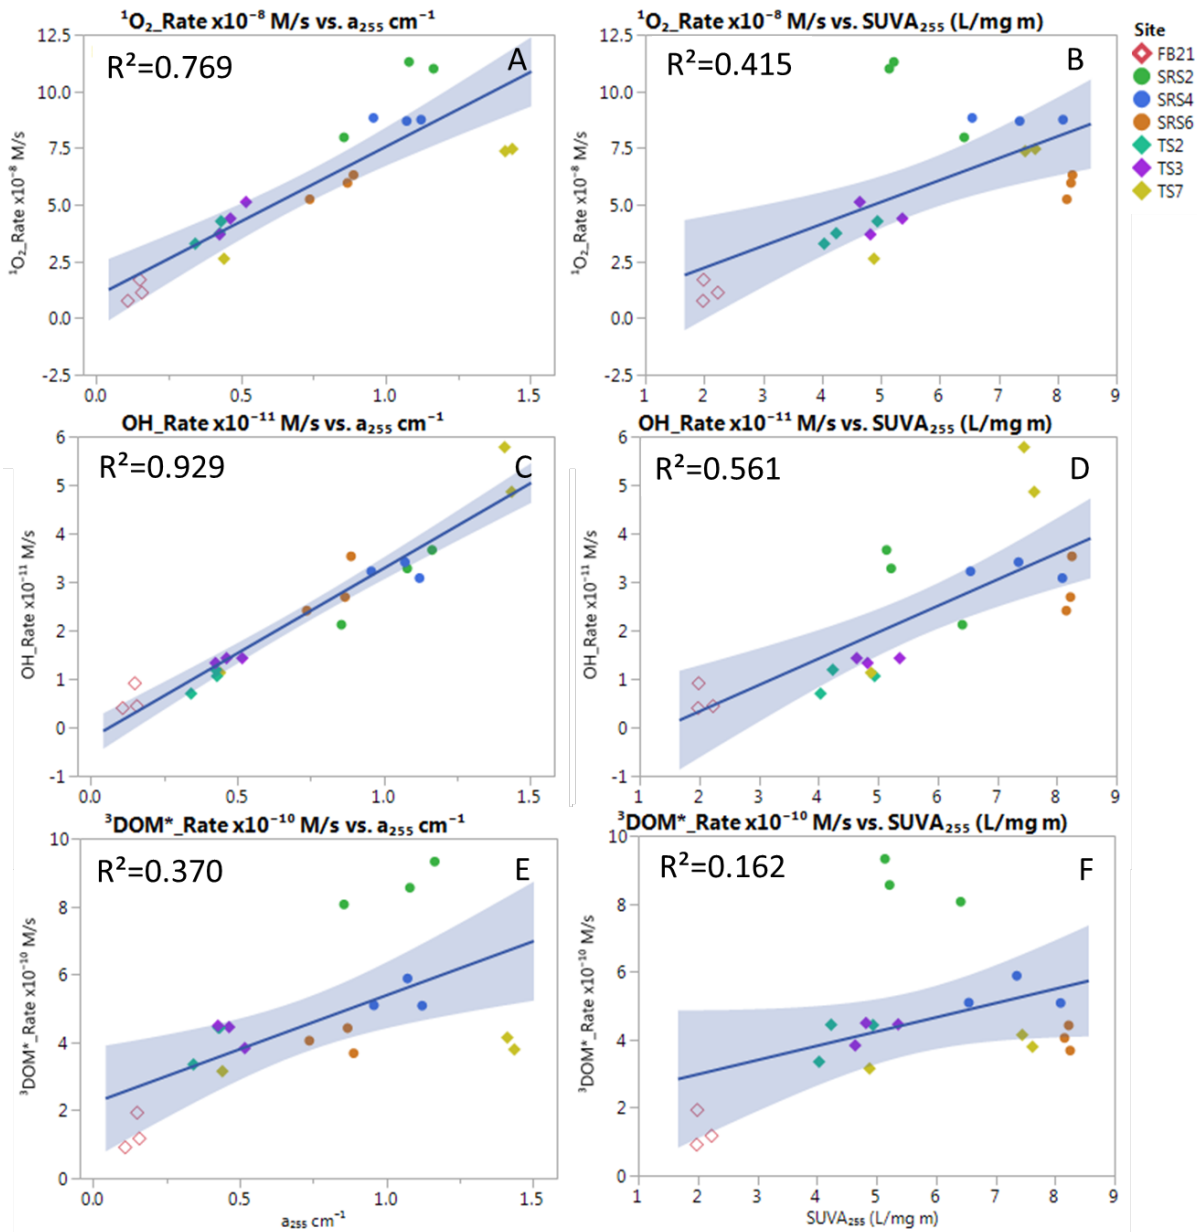 ¹O₂_Rate x10⁻⁸ M/s vs. a₂₅₅ cm⁻¹
R²=0.769
A
12.5
10.0
7.5
5.0
2.5
0.0
-2.5
¹O₂_Rate x10⁻⁸ M/s
0.0 0.5 1.0 1.5
¹O₂_Rate x10⁻⁸ M/s vs. SUVA₂₅₅ (L/mg m)
R²=0.415
B
12.5
10.0
7.5
5.0
2.5
0.0
-2.5
¹O₂_Rate x10⁻⁸ M/s
1 2 3 4 5 6 7 8 9
Site
FB21
SRS2
SRS4
SRS6
TS2
TS3
TS7
OH_Rate x10⁻¹¹ M/s vs. a₂₅₅ cm⁻¹
R²=0.929
C
6
5
4
3
2
1
0
-1
OH_Rate x10⁻¹¹ M/s
0.0 0.5 1.0 1.5
OH_Rate x10⁻¹¹ M/s vs. SUVA₂₅₅ (L/mg m)
R²=0.561
D
6
5
4
3
2
1
0
-1
OH_Rate x10⁻¹¹ M/s
1 2 3 4 5 6 7 8 9
³DOM*_Rate x10⁻¹⁰ M/s vs. a₂₅₅ cm⁻¹
R²=0.370
E
10
8
6
4
2
0
³DOM*_Rate x10⁻¹⁰ M/s
0.0 0.5 1.0 1.5
a₂₅₅ cm⁻¹
³DOM*_Rate x10⁻¹⁰ M/s vs. SUVA₂₅₅ (L/mg m)
R²=0.162
F
10
8
6
4
2
0
³DOM*_Rate x10⁻¹⁰ M/s
1 2 3 4 5 6 7 8 9
SUVA₂₅₅ (L/mg m)